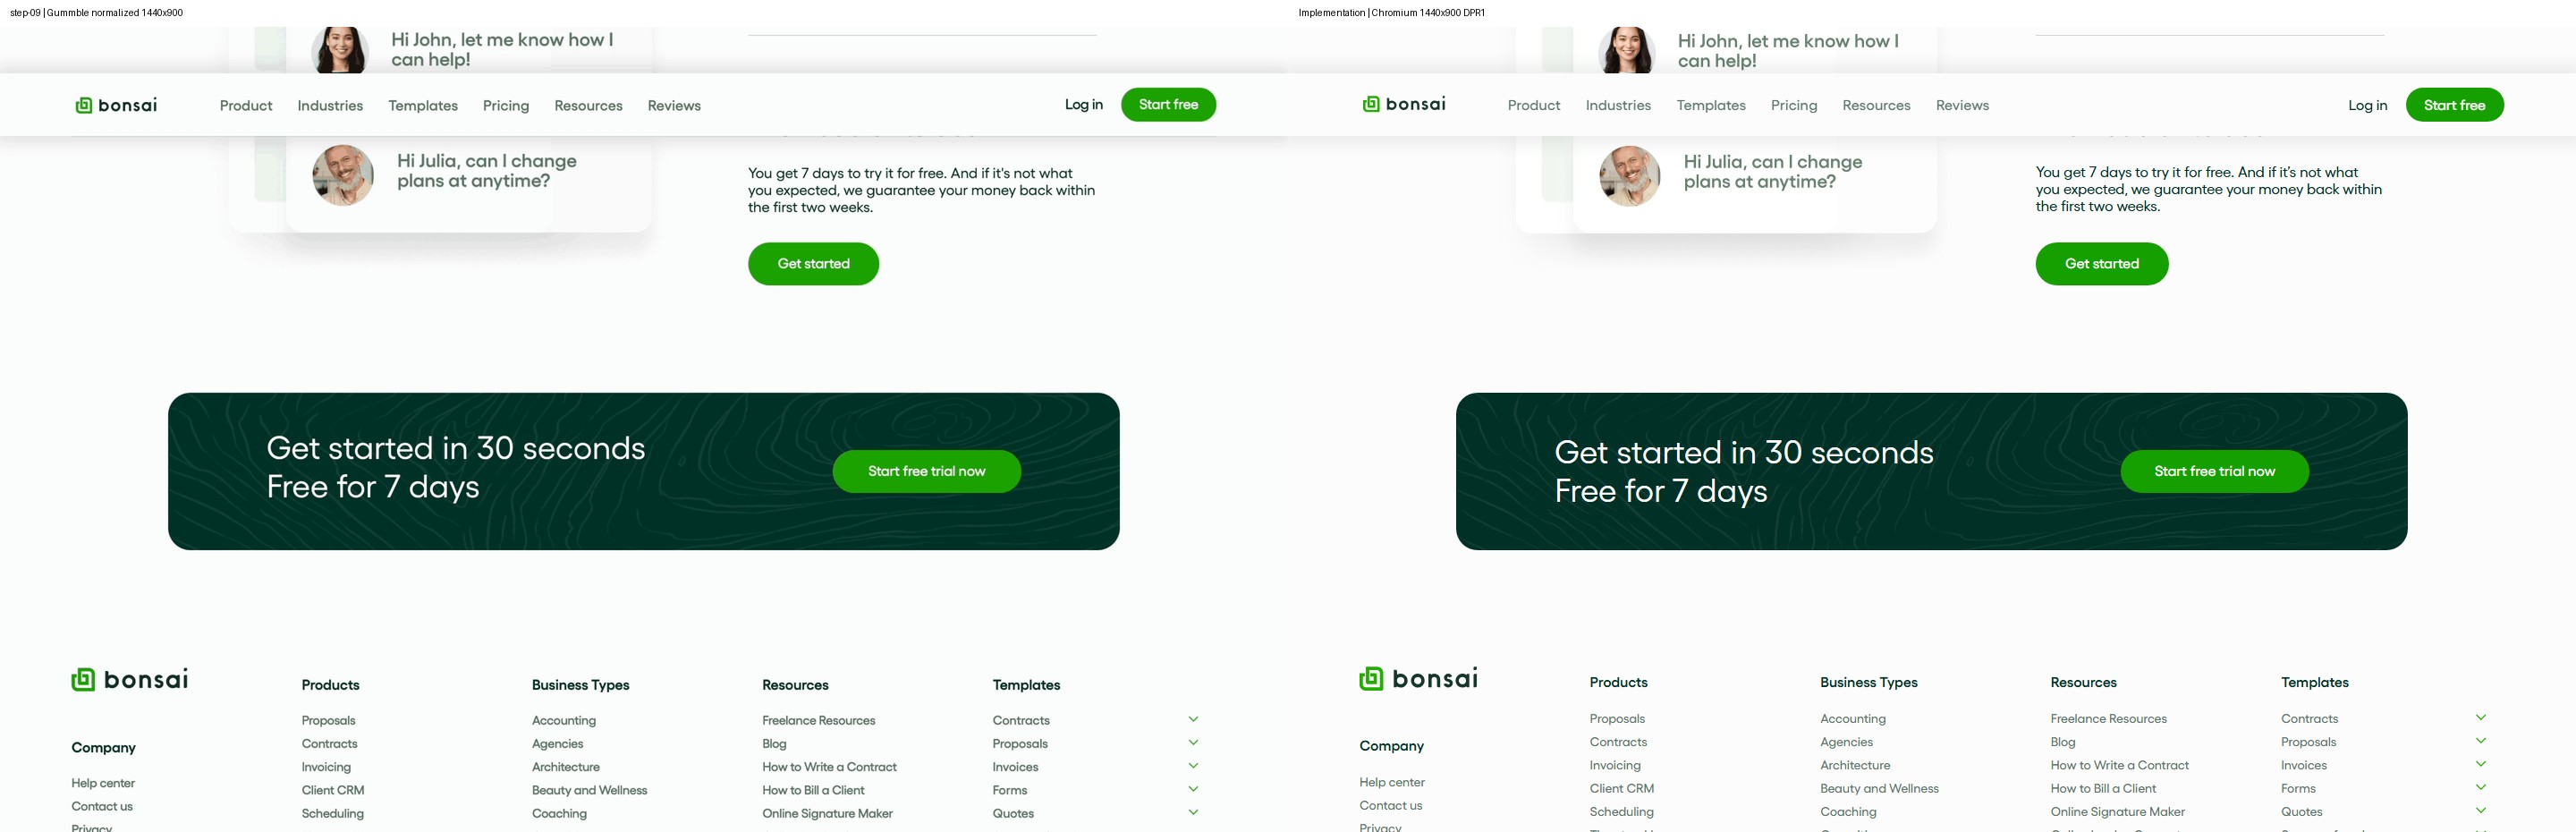 step-09 | Gummble normalized 1440x900
Hi John, let me know how I
can help!
bonsai
Product
Industries
Templates
Pricing
Resources
Reviews
Log in
Start free
Hi Julia, can I change
plans at anytime?
You get 7 days to try it for free. And if it's not what
you expected, we guarantee your money back within
the first two weeks.
Get started
Get started in 30 seconds
Free for 7 days
Start free trial now
bonsai
Company
Help center
Contact us
Privacy
Products
Proposals
Contracts
Invoicing
Client CRM
Scheduling
Business Types
Accounting
Agencies
Architecture
Beauty and Wellness
Coaching
Resources
Freelance Resources
Blog
How to Write a Contract
How to Bill a Client
Online Signature Maker
Templates
Contracts
Proposals
Invoices
Forms
Quotes
Implementation | Chromium 1440x900 DPR1
Hi John, let me know how I
can help!
bonsai
Product
Industries
Templates
Pricing
Resources
Reviews
Log in
Start free
Hi Julia, can I change
plans at anytime?
You get 7 days to try it for free. And if it's not what
you expected, we guarantee your money back within
the first two weeks.
Get started
Get started in 30 seconds
Free for 7 days
Start free trial now
bonsai
Company
Help center
Contact us
Privacy
Products
Proposals
Contracts
Invoicing
Client CRM
Scheduling
Business Types
Accounting
Agencies
Architecture
Beauty and Wellness
Coaching
Resources
Freelance Resources
Blog
How to Write a Contract
How to Bill a Client
Online Signature Maker
Templates
Contracts
Proposals
Invoices
Forms
Quotes